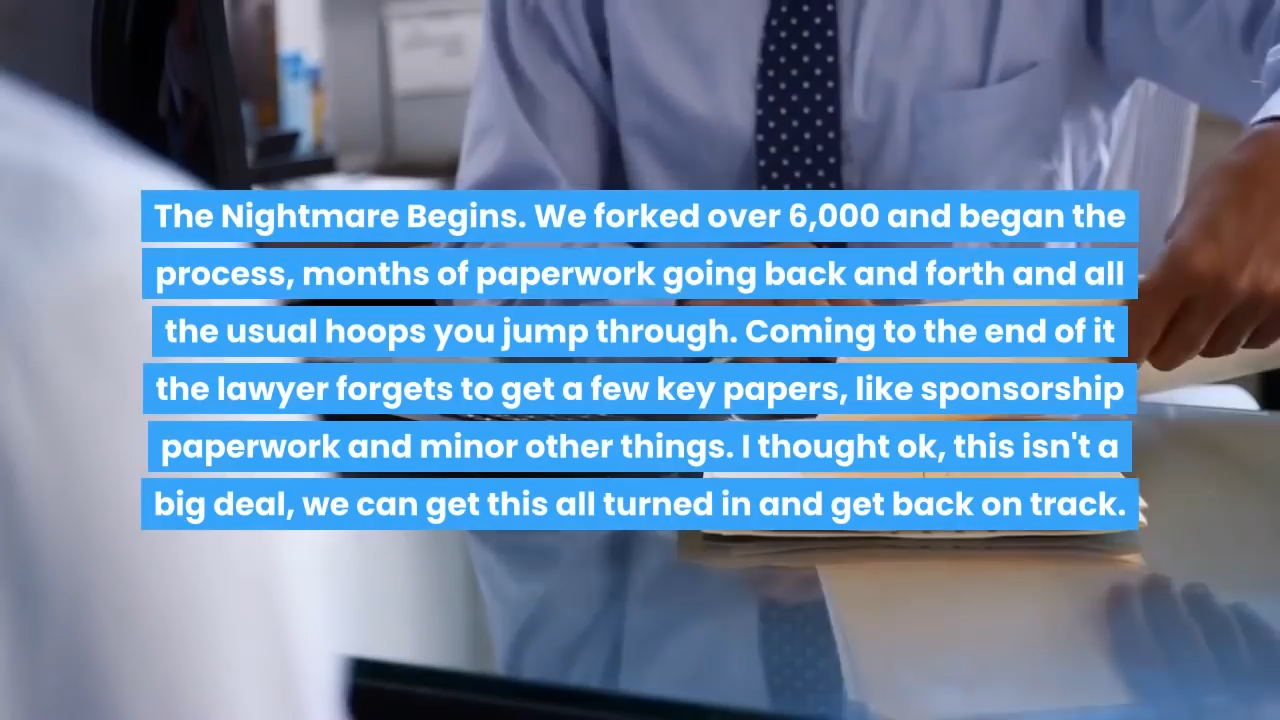 The Nightmare Begins. We forked over 6,000 and began the
process, months of paperwork going back and forth and all
the usual hoops you jump through. Coming to the end of it
the lawyer forgets to get a few key papers, like sponsorship
paperwork and minor other things. I thought ok, this isn't a
big deal, we can get this all turned in and get back on track.